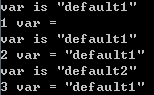 var is "default1"
1 var =
var is "default1"
2 var = "default1"
var is "default2"
3 var = "default1"